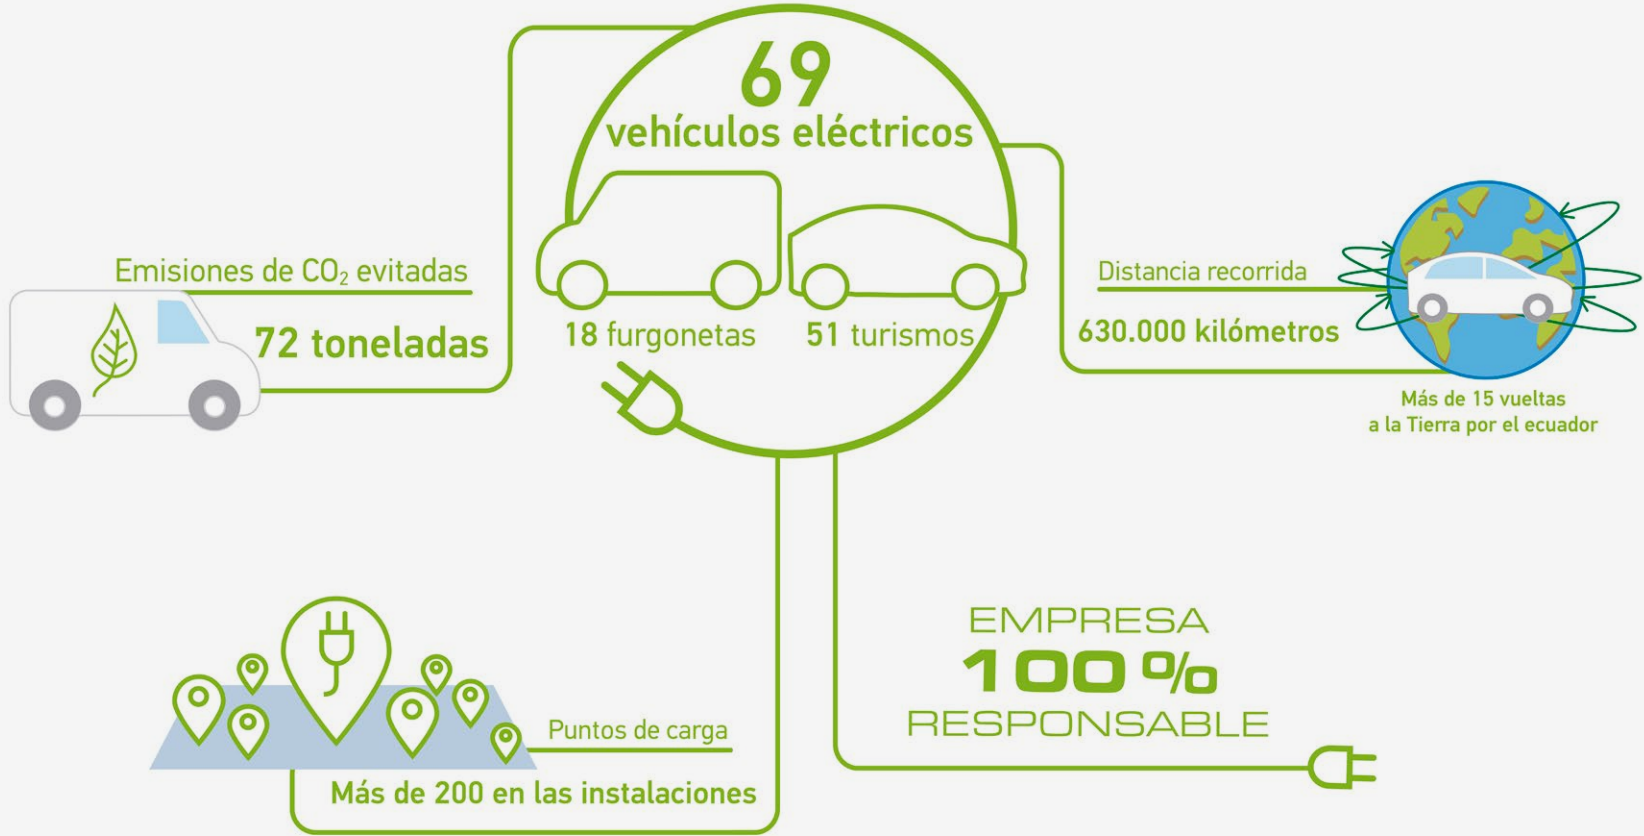 69
vehículos eléctricos
18 furgonetas
51 turismos
Emisiones de CO₂ evitadas
72 toneladas
Distancia recorrida
630.000 kilómetros
Más de 15 vueltas
a la Tierra por el ecuador
Puntos de carga
Más de 200 en las instalaciones
EMPRESA
100 %
RESPONSABLE